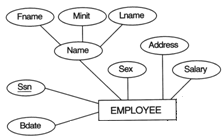 Fname
Minit
Lname
Name
Address
Sex
Salary
Ssn
EMPLOYEE
Bdate